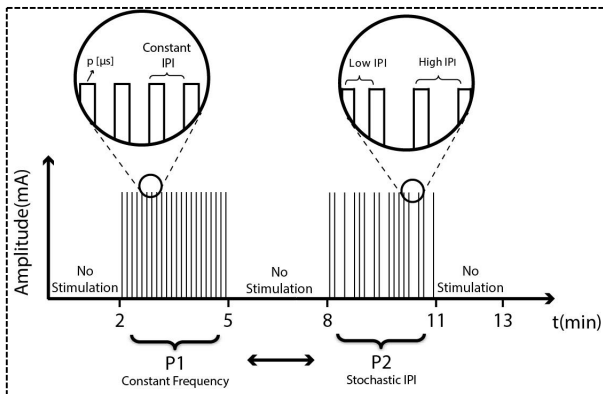 p [µs]
Constant
IPI
Low IPI
High IPI
Amplitude(mA)
No
Stimulation
No
Stimulation
No
Stimulation
2
5
8
11
13
t(min)
P1
Constant Frequency
P2
Stochastic IPI